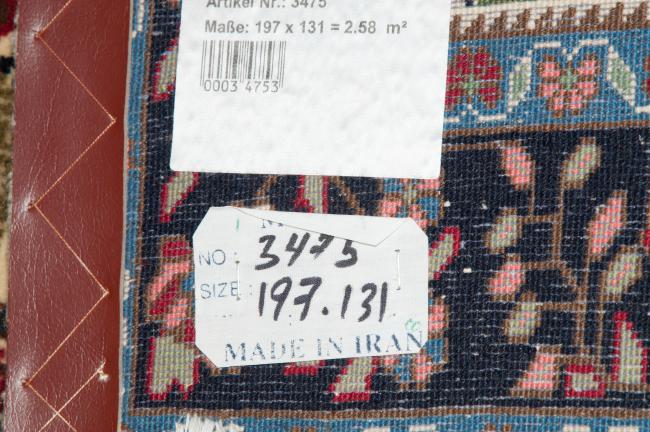 Artikel Nr.: 3475
Maße: 197 x 131 = 2.58 m²
0003 4753
NO: 3475
SIZE: 197.131
MADE IN IRAN